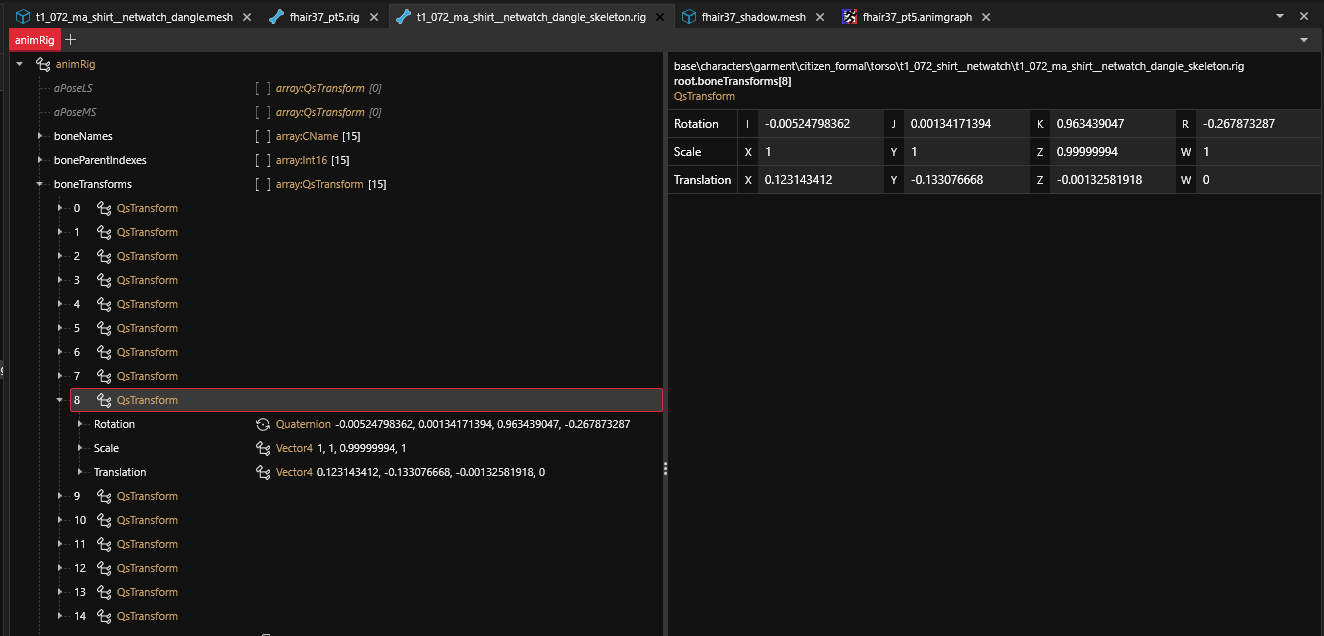 t1_072_ma_shirt__netwatch_dangle.mesh fhair37_pt5.rig t1_072_ma_shirt__netwatch_dangle_skeleton.rig fhair37_shadow.mesh fhair37_pt5.animgraph
animRig
animRig
aPoseLS [ ] array:QsTransform [0]
aPoseMS [ ] array:QsTransform [0]
boneNames [ ] array:CName [15]
boneParentIndexes [ ] array:Int16 [15]
boneTransforms [ ] array:QsTransform [15]
0 QsTransform
1 QsTransform
2 QsTransform
3 QsTransform
4 QsTransform
5 QsTransform
6 QsTransform
7 QsTransform
8 QsTransform
Rotation Quaternion -0.00524798362, 0.00134171394, 0.963439047, -0.267873287
Scale Vector4 1, 1, 0.99999994, 1
Translation Vector4 0.123143412, -0.133076668, -0.00132581918, 0
9 QsTransform
10 QsTransform
11 QsTransform
12 QsTransform
13 QsTransform
14 QsTransform
base\characters\garment\citizen_formal\torso\t1_072_shirt__netwatch\t1_072_ma_shirt__netwatch_dangle_skeleton.rig
root.boneTransforms[8]
QsTransform
Rotation I -0.00524798362 J 0.00134171394 K 0.963439047 R -0.267873287
Scale X 1 Y 1 Z 0.99999994 W 1
Translation X 0.123143412 Y -0.133076668 Z -0.00132581918 W 0